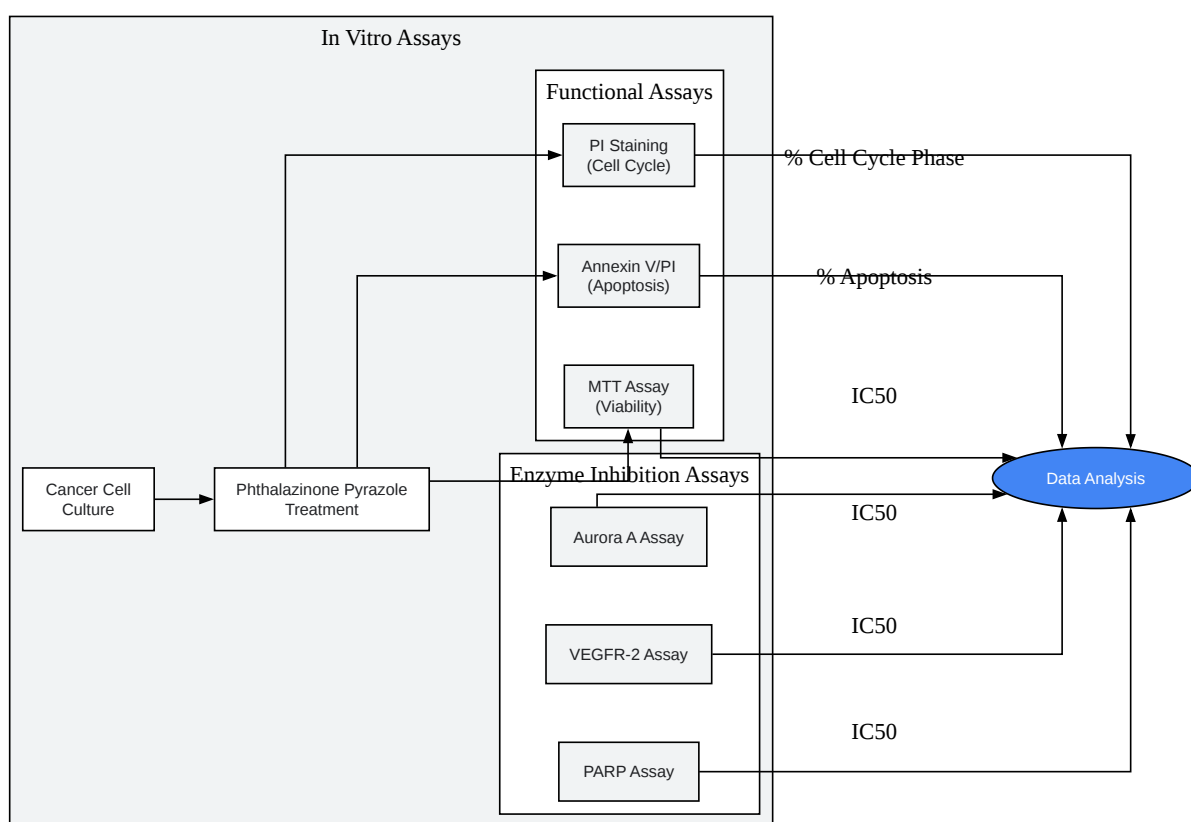 In Vitro Assays
Functional Assays
PI Staining
(Cell Cycle)
% Cell Cycle Phase
Annexin V/PI
(Apoptosis)
% Apoptosis
MTT Assay
(Viability)
IC50
Enzyme Inhibition Assays
Cancer Cell
Culture
Phthalazinone Pyrazole
Treatment
Data Analysis
Aurora A Assay
IC50
VEGFR-2 Assay
IC50
PARP Assay
IC50